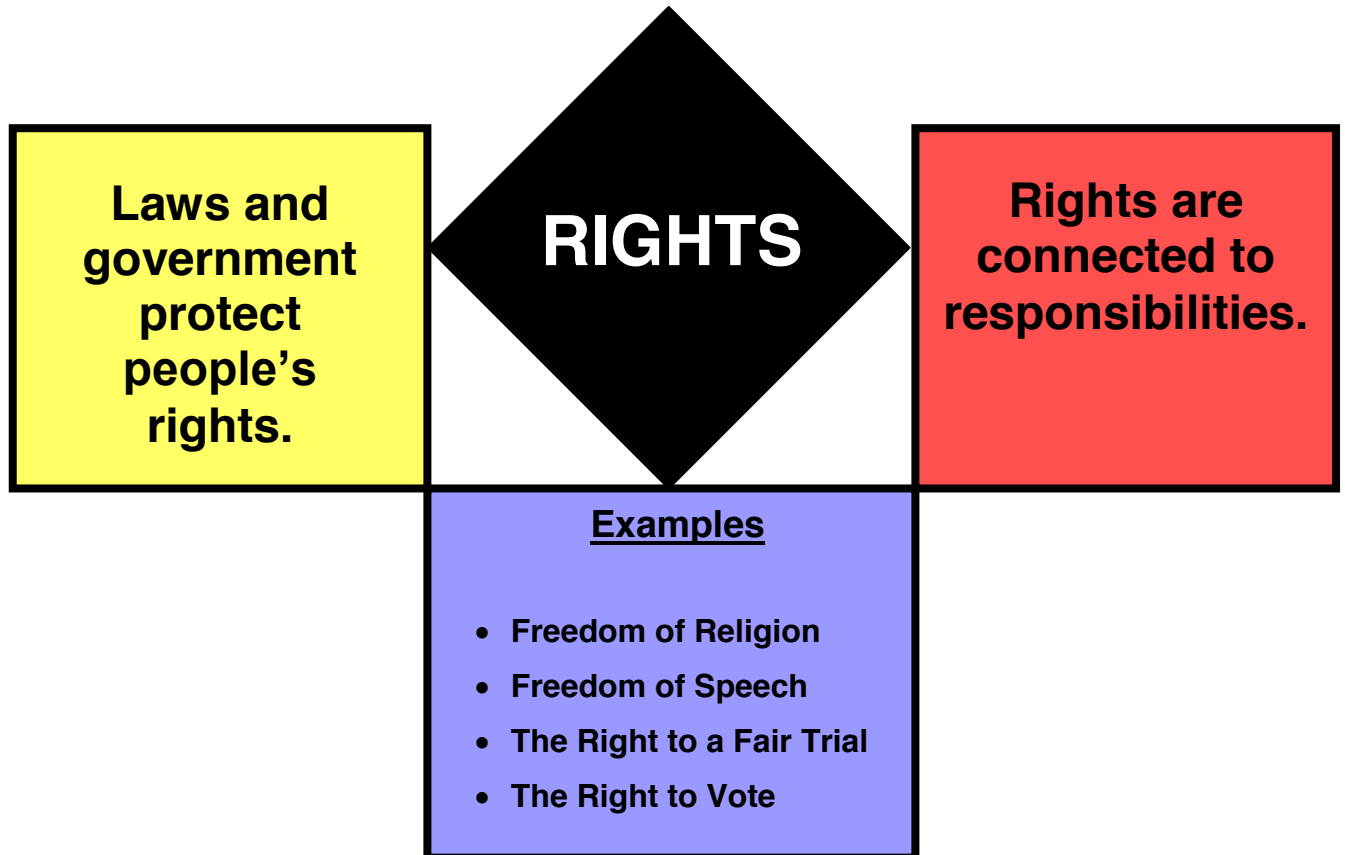 Laws and
government
protect
people’s
rights.
RIGHTS
Rights are
connected to
responsibilities.
Examples
• Freedom of Religion
• Freedom of Speech
• The Right to a Fair Trial
• The Right to Vote